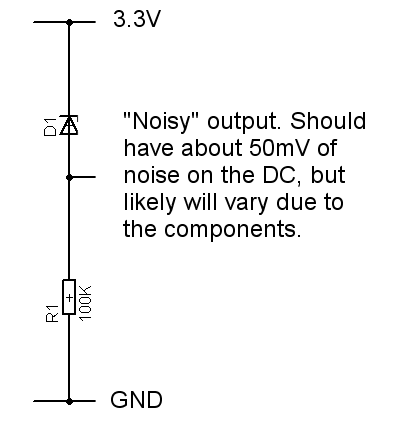 3.3V
D1
"Noisy" output. Should
have about 50mV of
noise on the DC, but
likely will vary due to
the components.
R1
100K
GND